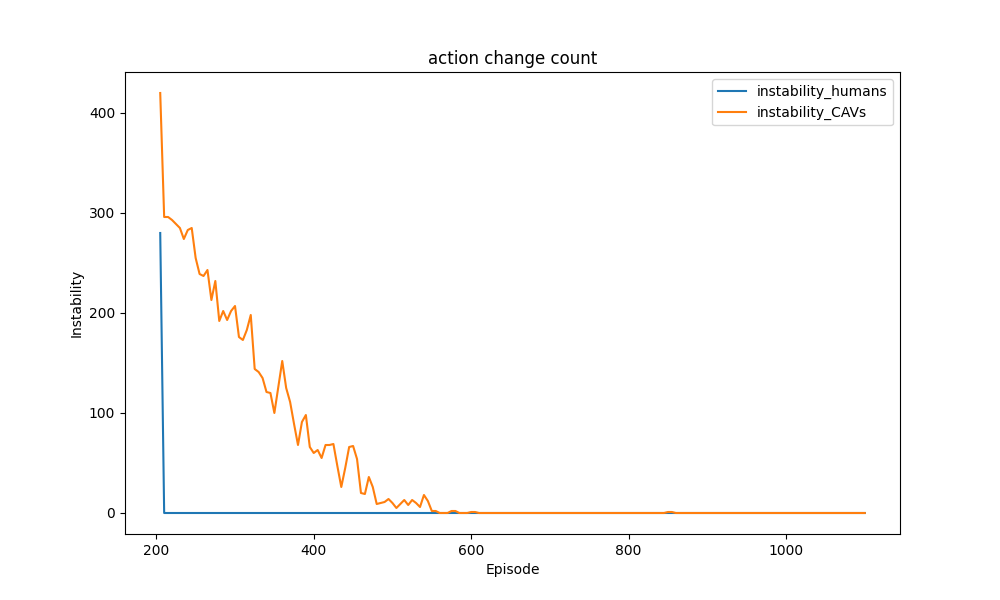 action change count
instability_humans
instability_CAVs
400
300
200
100
0
Instability
200
400
600
800
1000
Episode